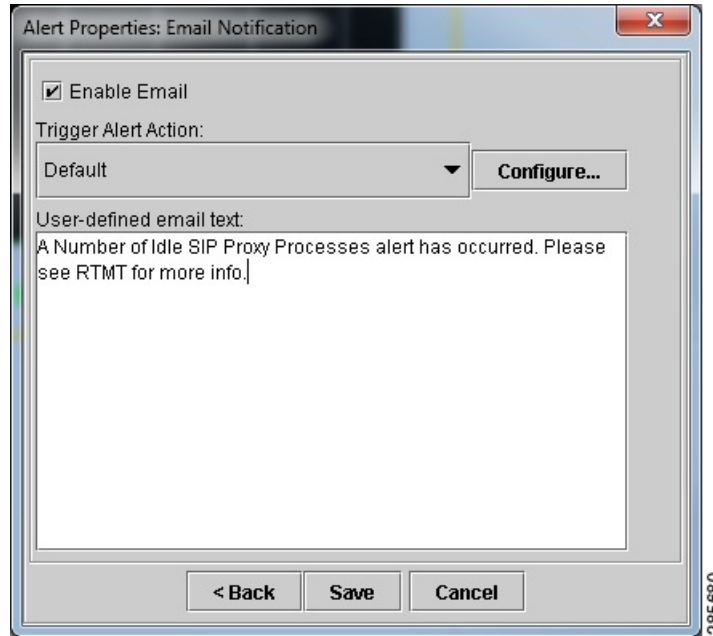 Alert Properties: Email Notification
Enable Email
Trigger Alert Action:
Default
Configure...
User-defined email text:
A Number of Idle SIP Proxy Processes alert has occurred. Please
see RTMT for more info.
< Back
Save
Cancel
285680